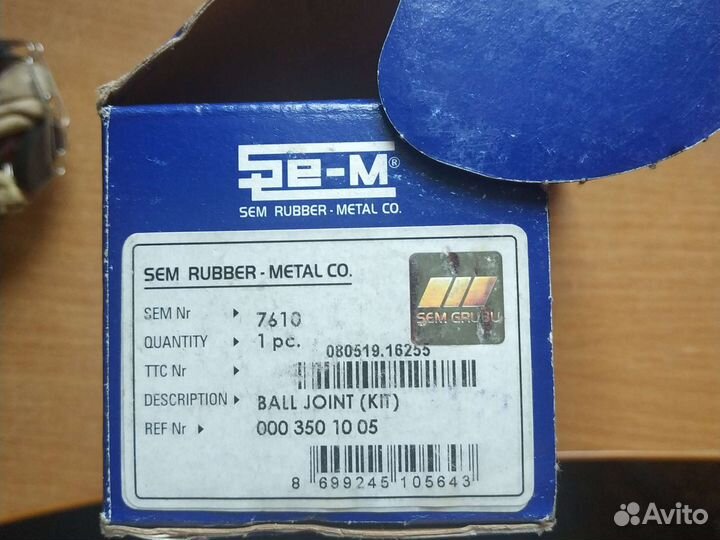 Se-M®
SEM RUBBER - METAL CO.
SEM RUBBER - METAL CO.
SEM GRUBU
SEM Nr ▸ 7610
QUANTITY ▸ 1 pc.
080519.16255
TTC Nr ▸
DESCRIPTION ▸ BALL JOINT (KIT)
REF Nr ▸ 000 350 10 05
8 699245 105643
Avito